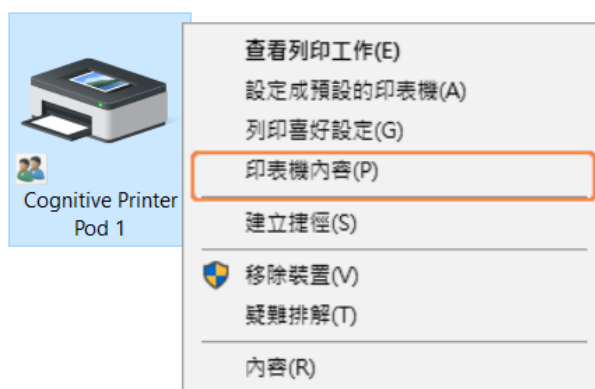 Cognitive Printer
Pod 1
查看列印工作(E)
設定成預設的印表機(A)
列印喜好設定(G)
印表機內容(P)
建立捷徑(S)
移除裝置(V)
疑難排解(T)
內容(R)